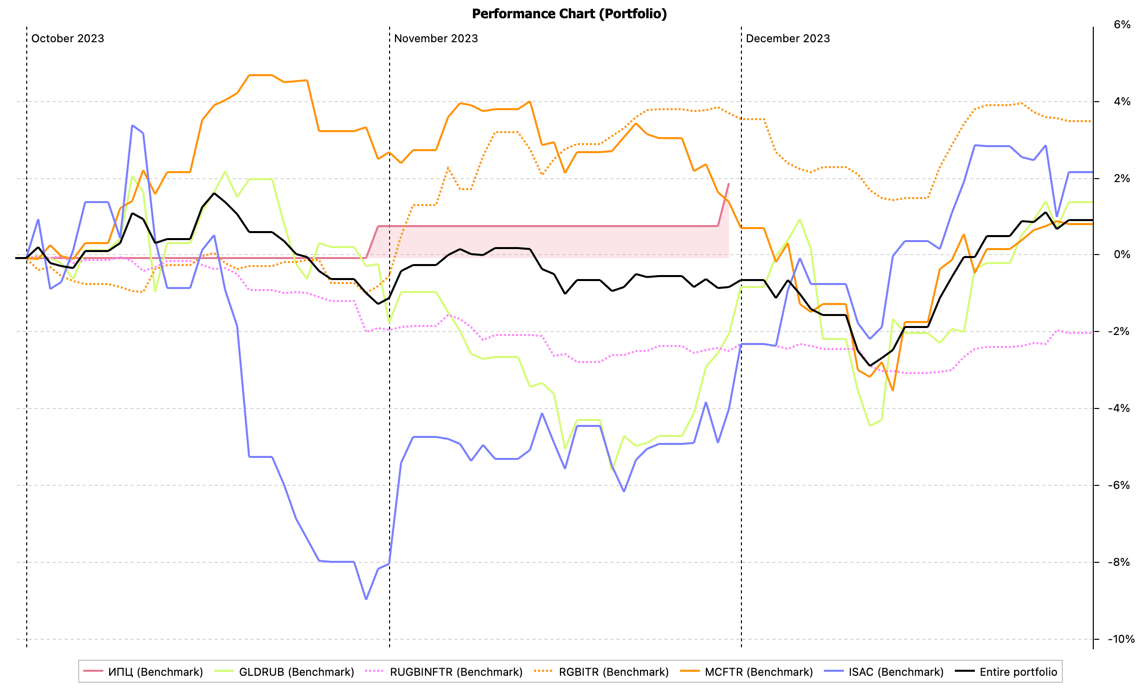 Performance Chart (Portfolio)
October 2023
November 2023
December 2023
6%
4%
2%
0%
-2%
-4%
-6%
-8%
-10%
ИПЦ (Benchmark) GLDRUB (Benchmark) RUGBINFTR (Benchmark) RGBITR (Benchmark) MCFTR (Benchmark) ISAC (Benchmark) Entire portfolio